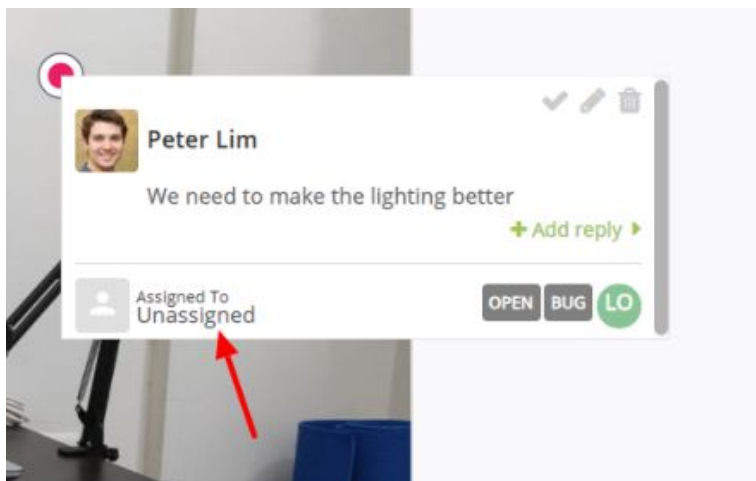 Peter Lim
We need to make the lighting better
Add reply
Assigned To
Unassigned
OPEN BUG LO